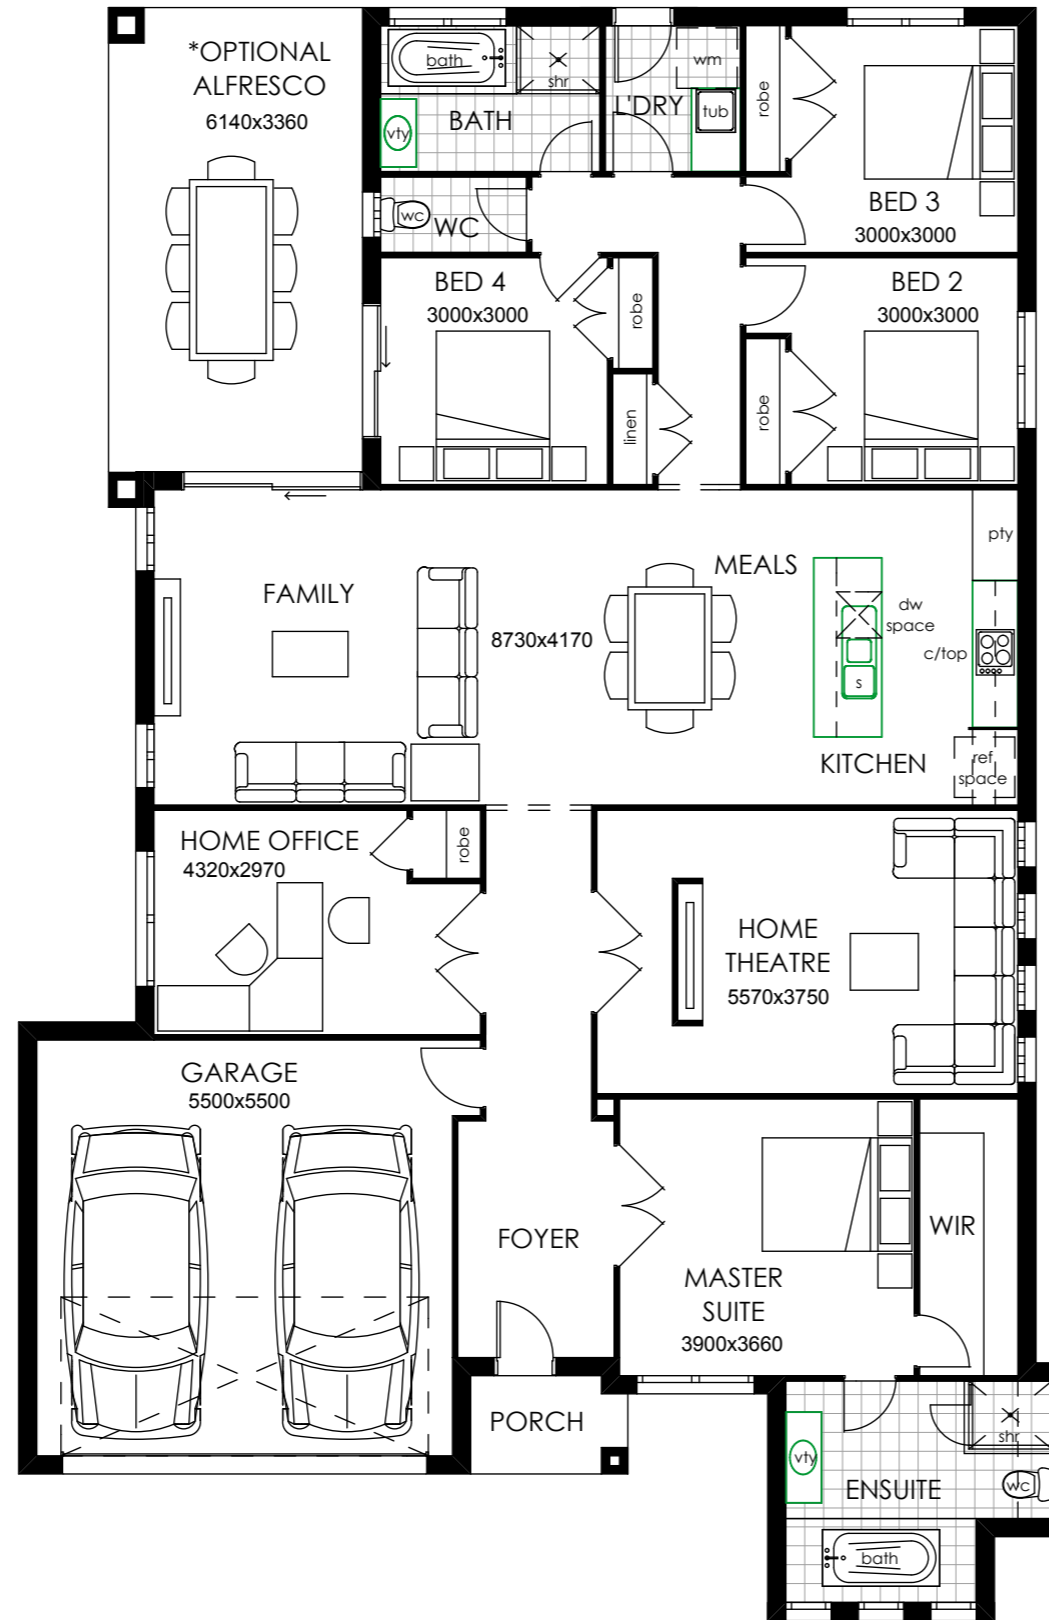 *OPTIONAL
ALFRESCO
6140x3360
bath
shr
vty
BATH
L'DRY
wm
tub
robe
BED 3
3000x3000
wc
WC
BED 4
3000x3000
robe
linen
BED 2
3000x3000
robe
FAMILY
8730x4170
MEALS
pty
dw
space
c/top
s
KITCHEN
ref
space
HOME OFFICE
4320x2970
robe
HOME
THEATRE
5570x3750
GARAGE
5500x5500
FOYER
MASTER
SUITE
3900x3660
WIR
PORCH
shr
vty
wc
ENSUITE
bath